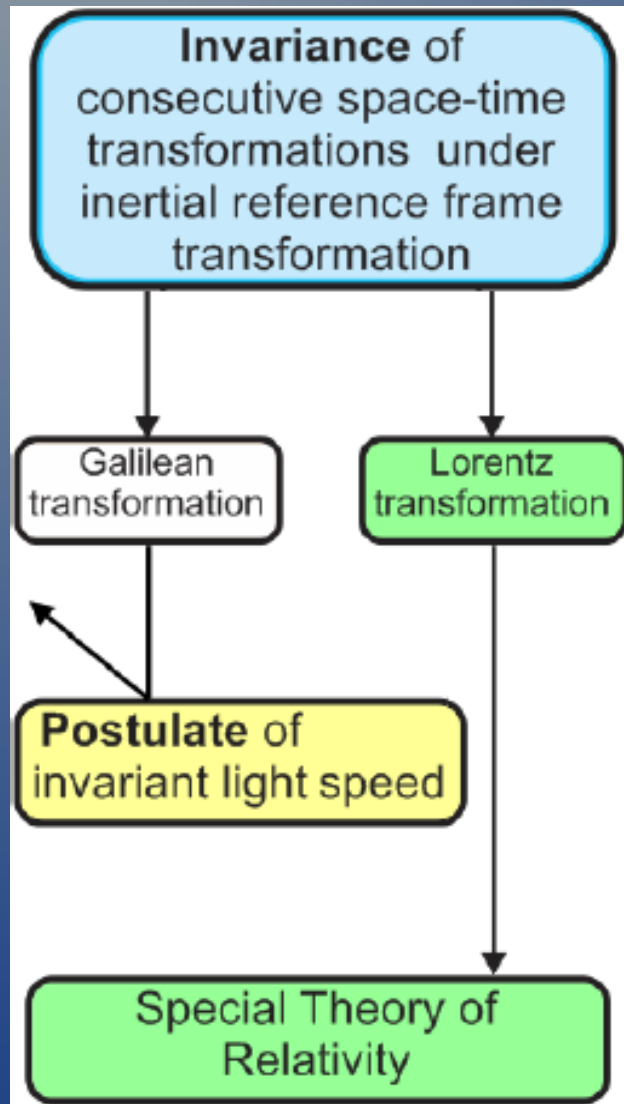 Invariance of
consecutive space-time
transformations under
inertial reference frame
transformation
Galilean
transformation
Lorentz
transformation
Postulate of
invariant light speed
Special Theory of
Relativity